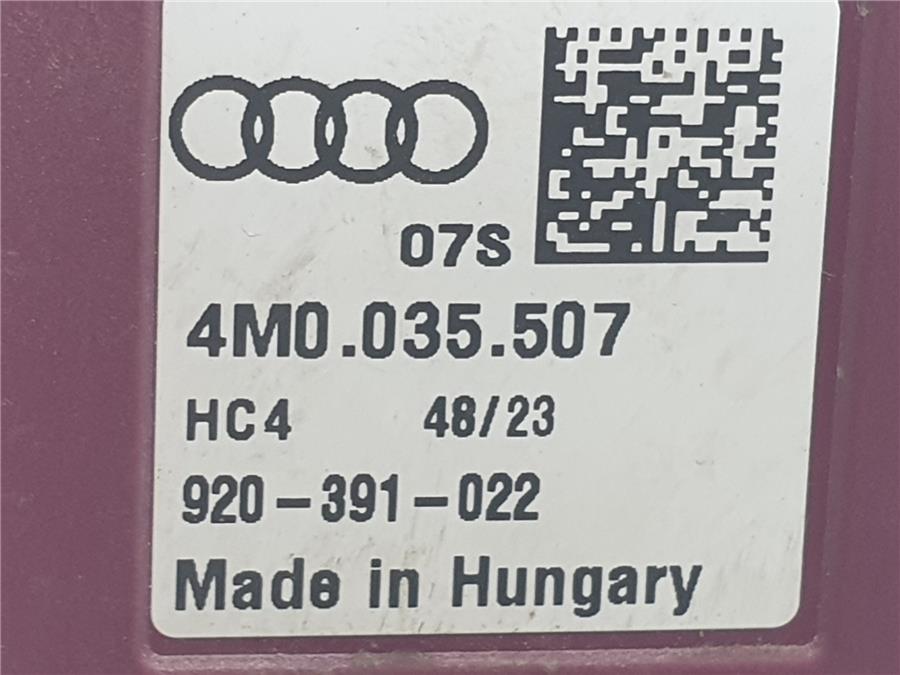 07S
4M0.035.507
HC4 48/23
920-391-022
Made in Hungary